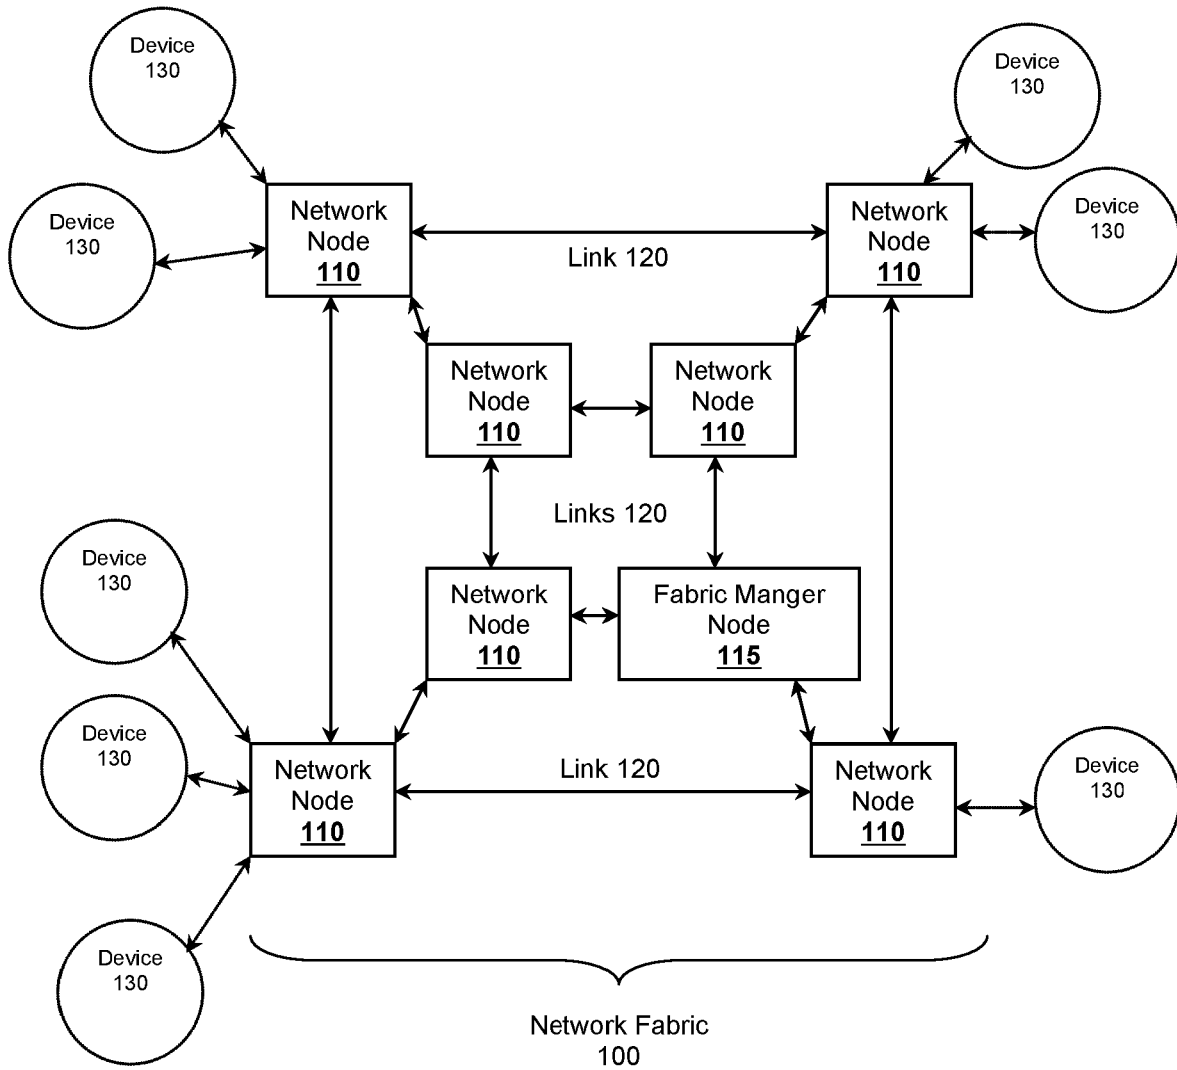 Device
130
Device
130
Device
130
Device
130
Network
Node
110
Link 120
Network
Node
110
Network
Node
110
Network
Node
110
Links 120
Device
130
Network
Node
110
Fabric Manger
Node
115
Device
130
Network
Node
110
Link 120
Network
Node
110
Device
130
Device
130
Network Fabric
100